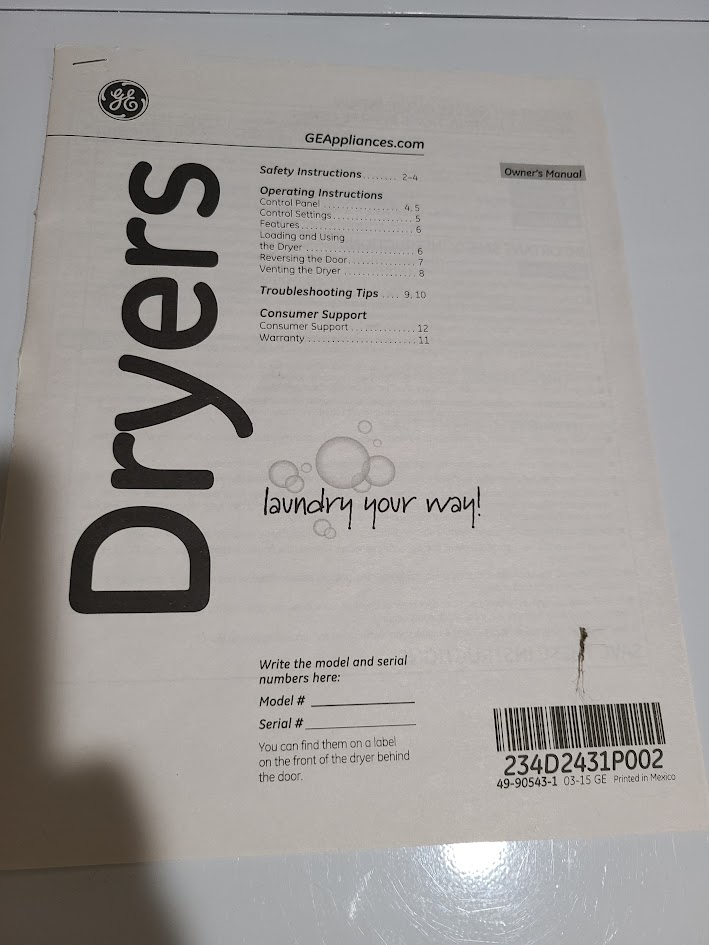 GE
GEAppliances.com
Dryers
Owner's Manual
Safety Instructions ........ 2–4
Operating Instructions
Control Panel .................. 4, 5
Control Settings .................. 5
Features ........................ 6
Loading and Using
the Dryer ........................ 6
Reversing the Door .............. 7
Venting the Dryer ............... 8
Troubleshooting Tips .... 9, 10
Consumer Support
Consumer Support ............. 12
Warranty ....................... 11
laundry your way!
Write the model and serial
numbers here:
Model # _______________
Serial # _______________
You can find them on a label
on the front of the dryer behind
the door.
234D2431P002
49-90543-1 03-15 GE Printed in Mexico